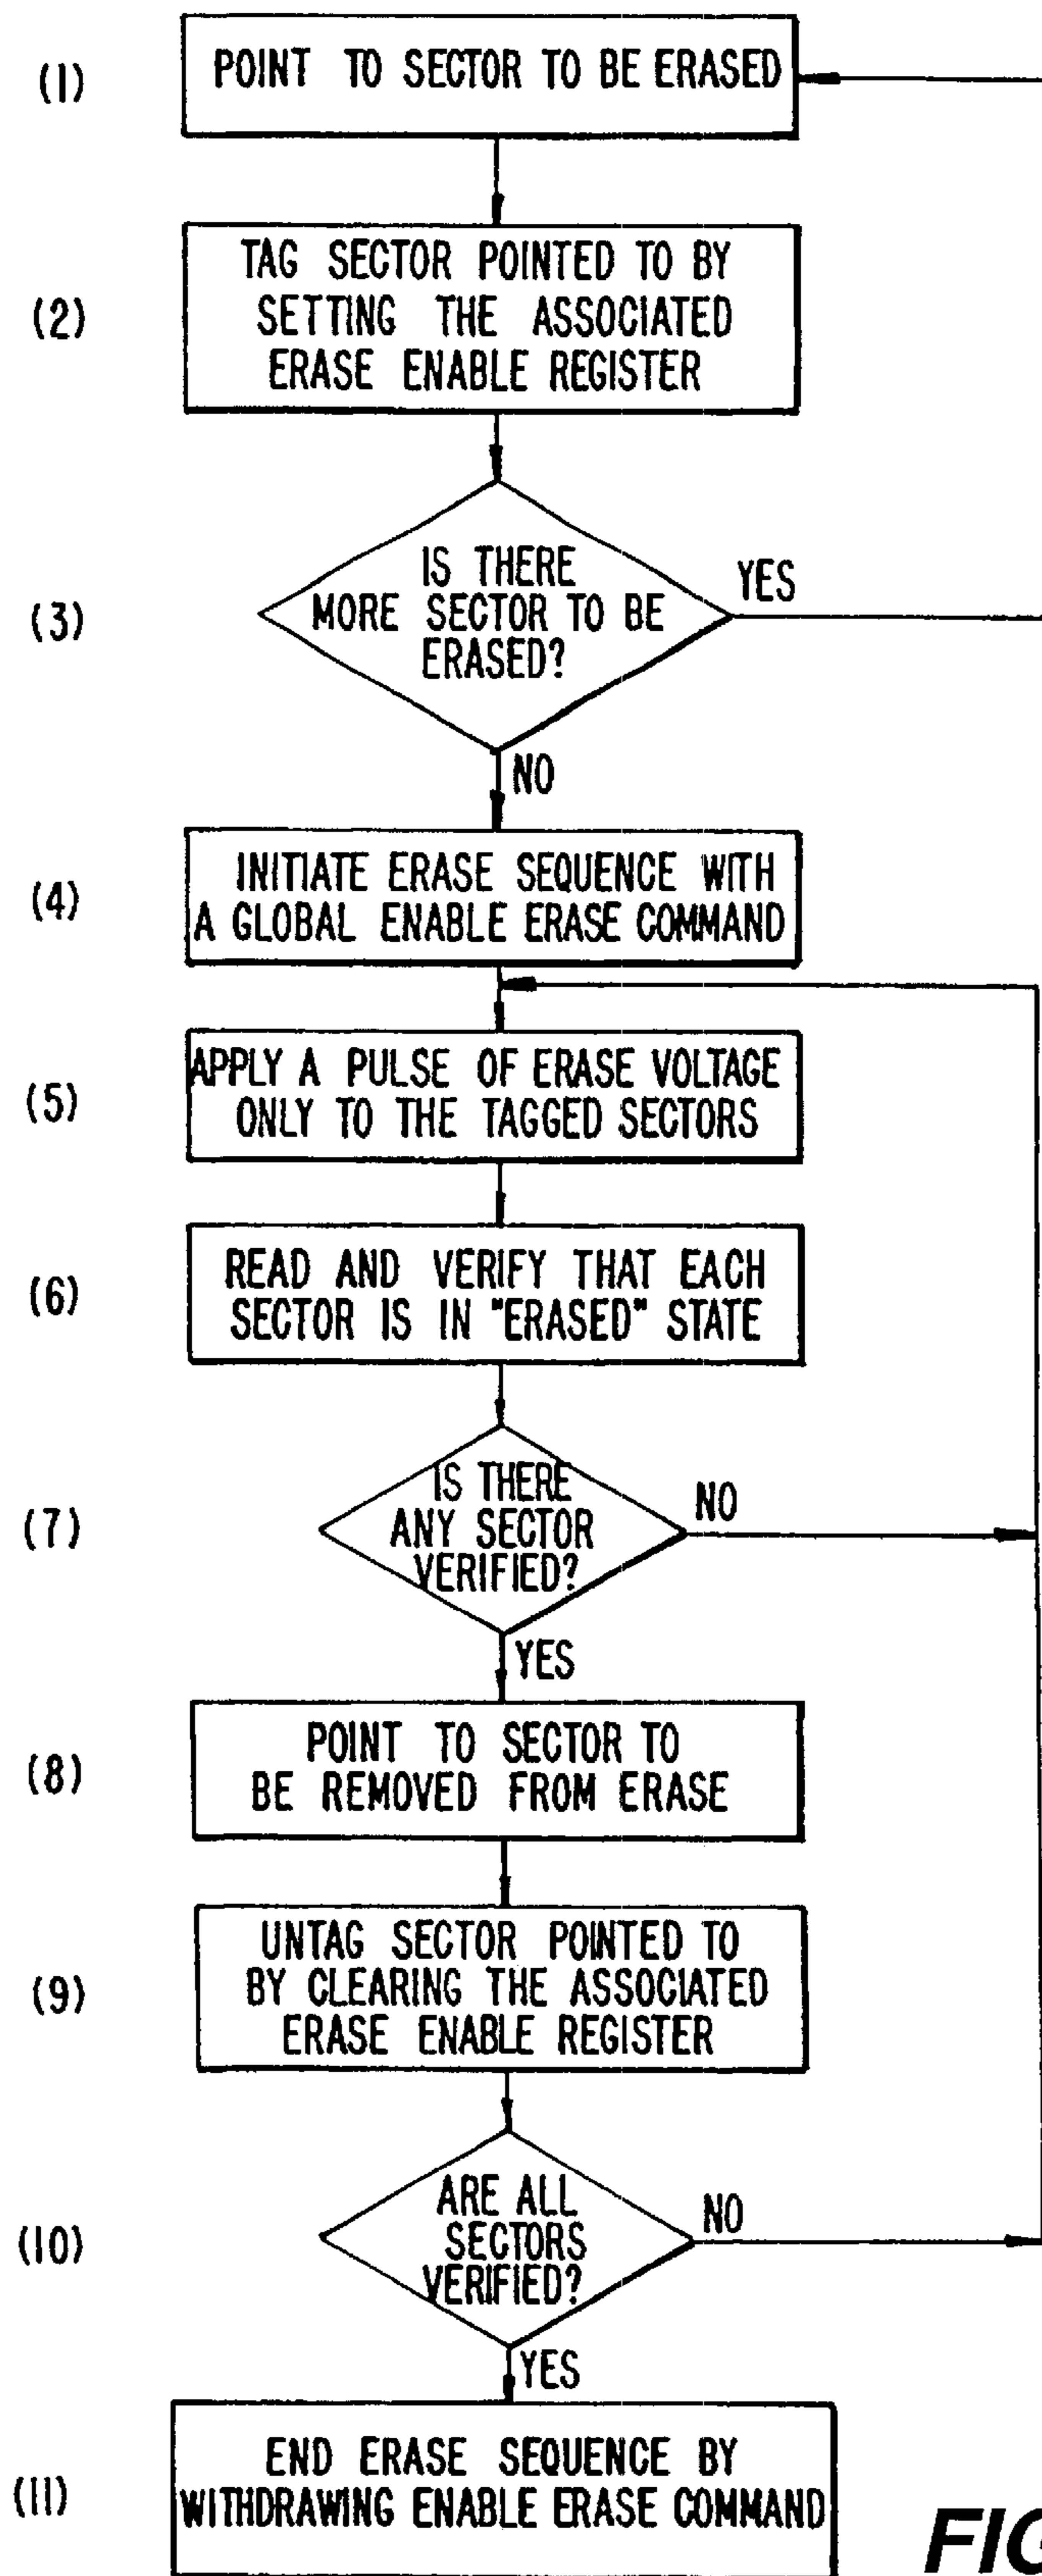 (1)
POINT TO SECTOR TO BE ERASED
(2)
TAG SECTOR POINTED TO BY
SETTING THE ASSOCIATED
ERASE ENABLE REGISTER
(3)
IS THERE
MORE SECTOR TO BE
ERASED?
YES
NO
(4)
INITIATE ERASE SEQUENCE WITH
A GLOBAL ENABLE ERASE COMMAND
(5)
APPLY A PULSE OF ERASE VOLTAGE
ONLY TO THE TAGGED SECTORS
(6)
READ AND VERIFY THAT EACH
SECTOR IS IN "ERASED" STATE
(7)
IS THERE
ANY SECTOR
VERIFIED?
NO
YES
(8)
POINT TO SECTOR TO
BE REMOVED FROM ERASE
(9)
UNTAG SECTOR POINTED TO
BY CLEARING THE ASSOCIATED
ERASE ENABLE REGISTER
(10)
ARE ALL
SECTORS
VERIFIED?
NO
YES
(11)
END ERASE SEQUENCE BY
WITHDRAWING ENABLE ERASE COMMAND
FIG